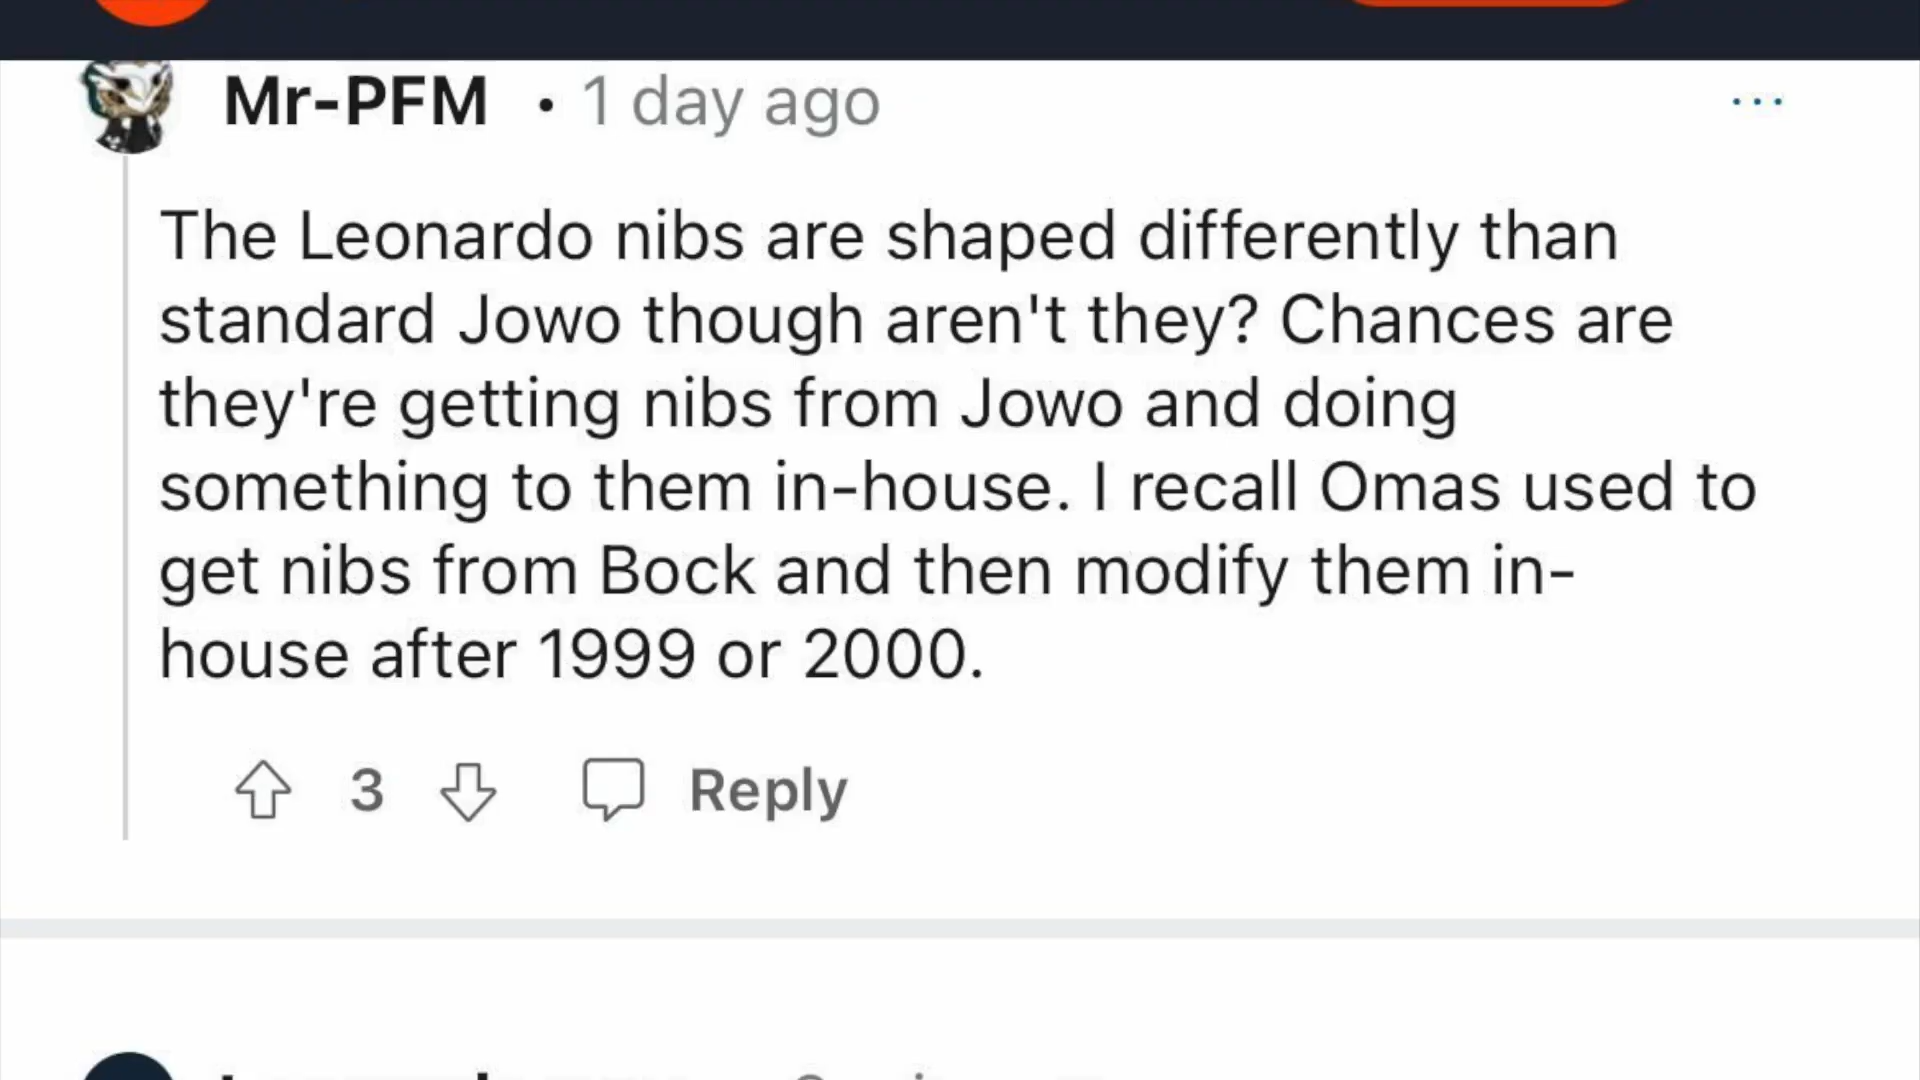 Mr-PFM • 1 day ago
The Leonardo nibs are shaped differently than
standard Jowo though aren't they? Chances are
they're getting nibs from Jowo and doing
something to them in-house. I recall Omas used to
get nibs from Bock and then modify them in-
house after 1999 or 2000.
3 Reply